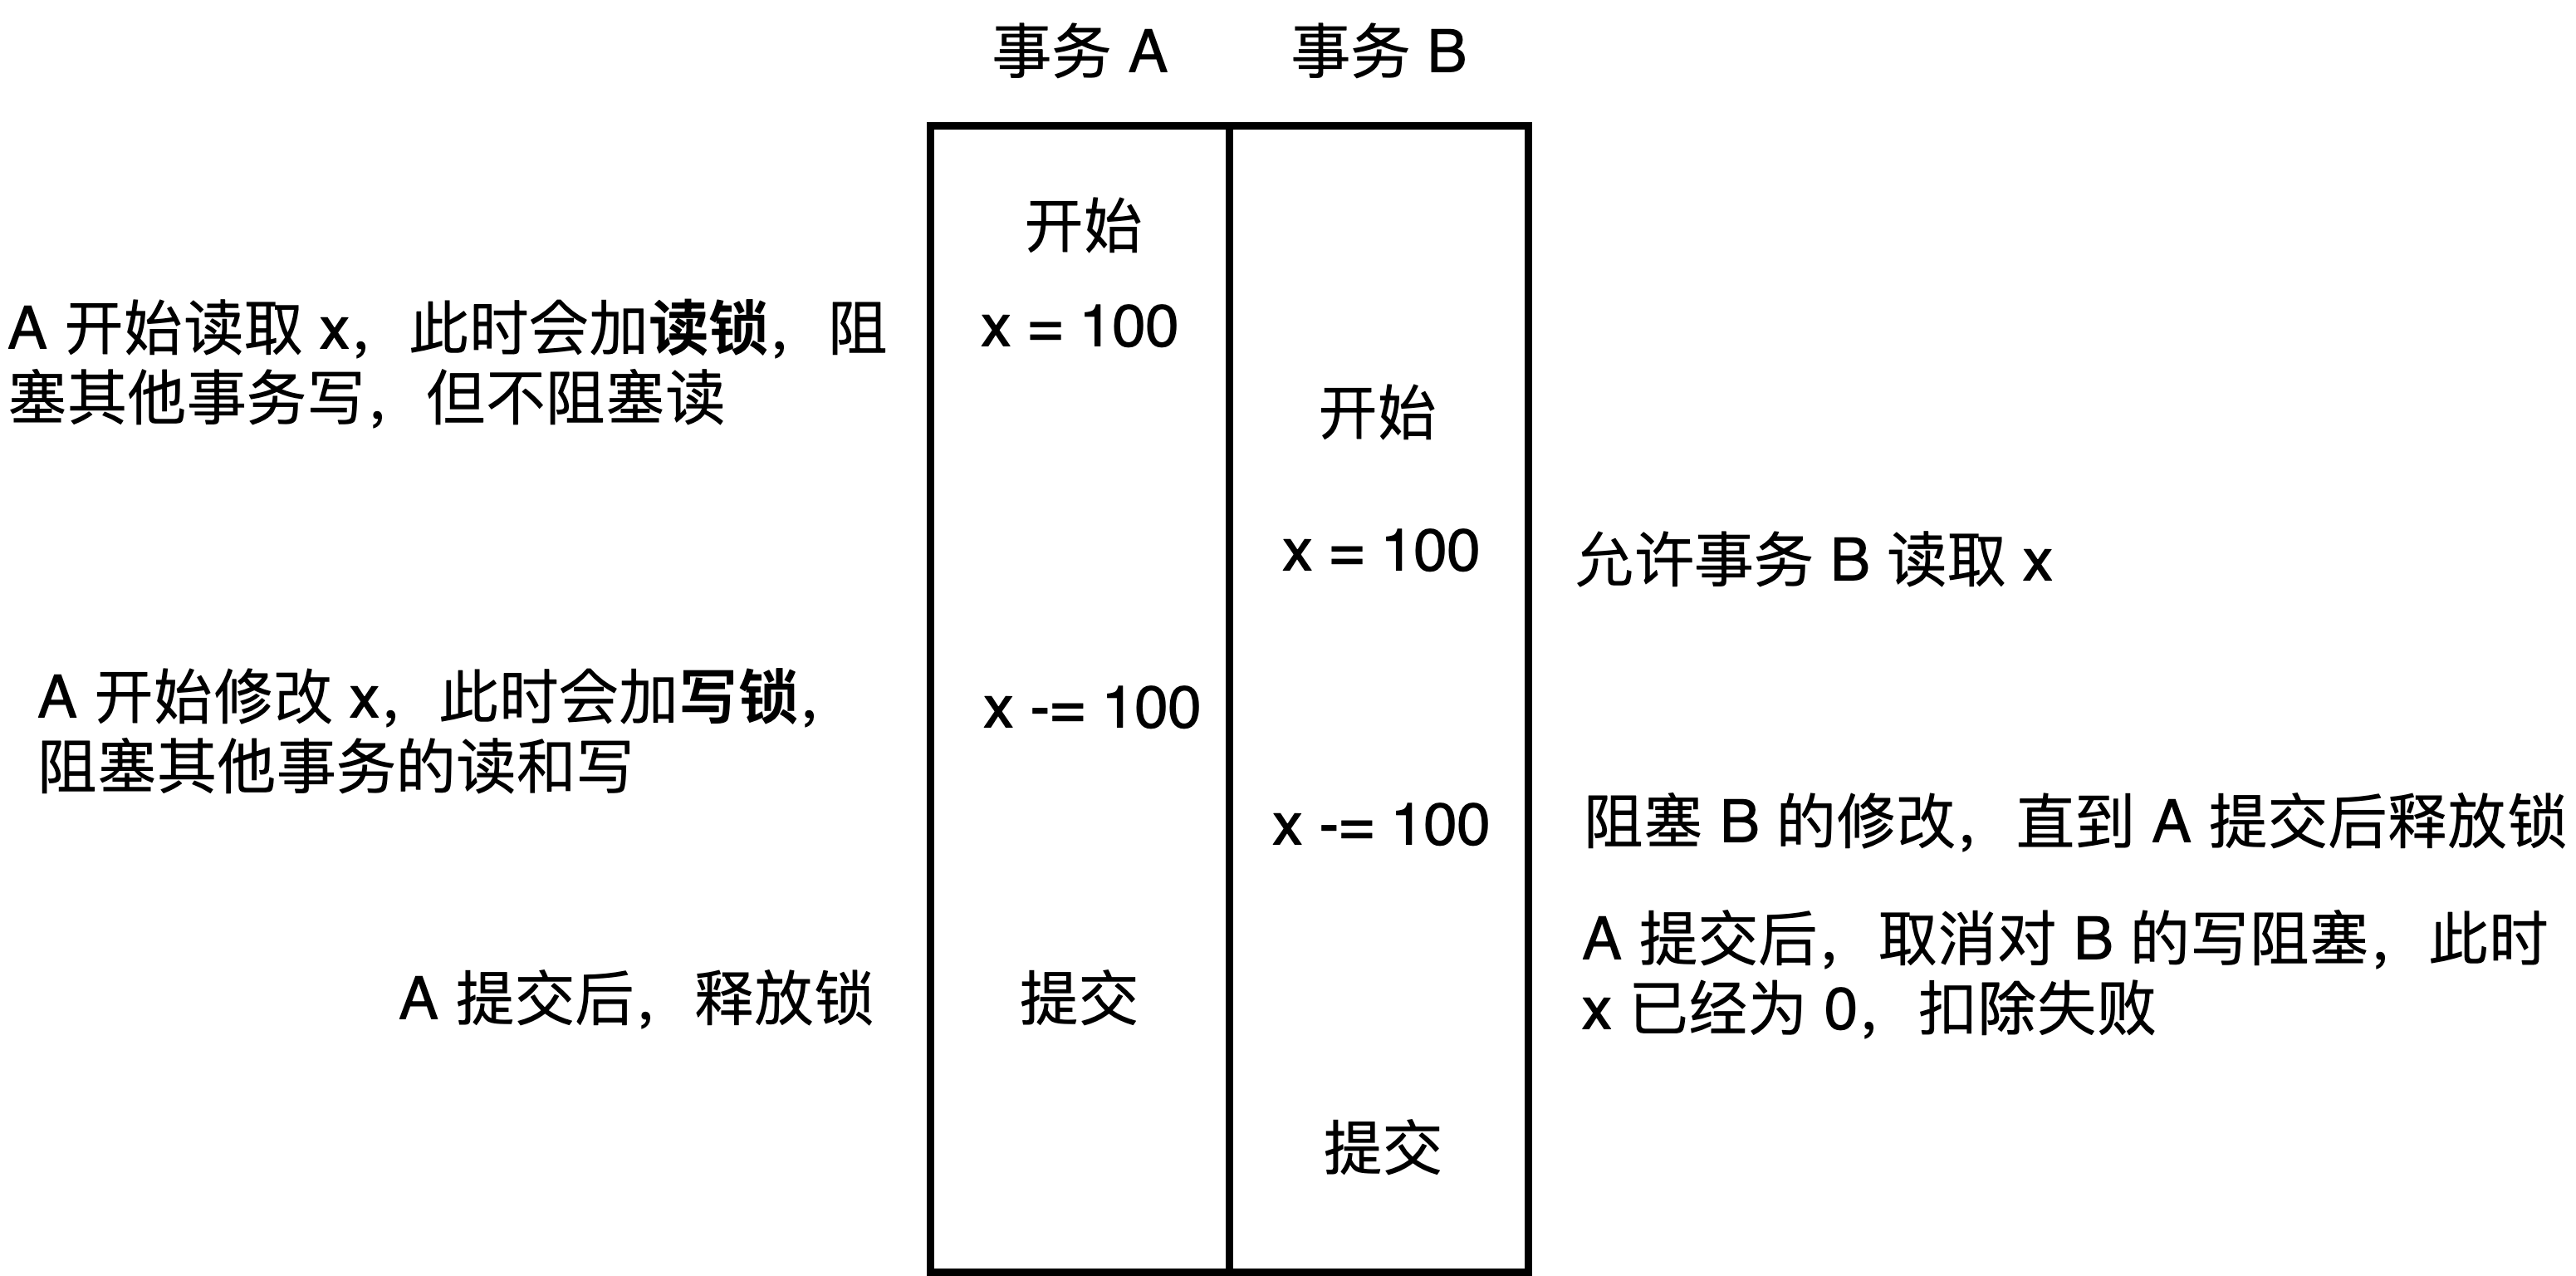 事务 A
事务 B
开始
A 开始读取 x，此时会加读锁，阻
塞其他事务写，但不阻塞读
x = 100
开始
x = 100
允许事务 B 读取 x
A 开始修改 x，此时会加写锁，
阻塞其他事务的读和写
x -= 100
x -= 100
阻塞 B 的修改，直到 A 提交后释放锁
A 提交后，释放锁
提交
A 提交后，取消对 B 的写阻塞，此时
x 已经为 0，扣除失败
提交